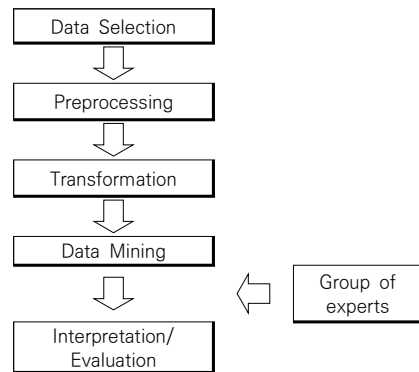 Data Selection
Preprocessing
Transformation
Data Mining
Group of
experts
Interpretation/
Evaluation